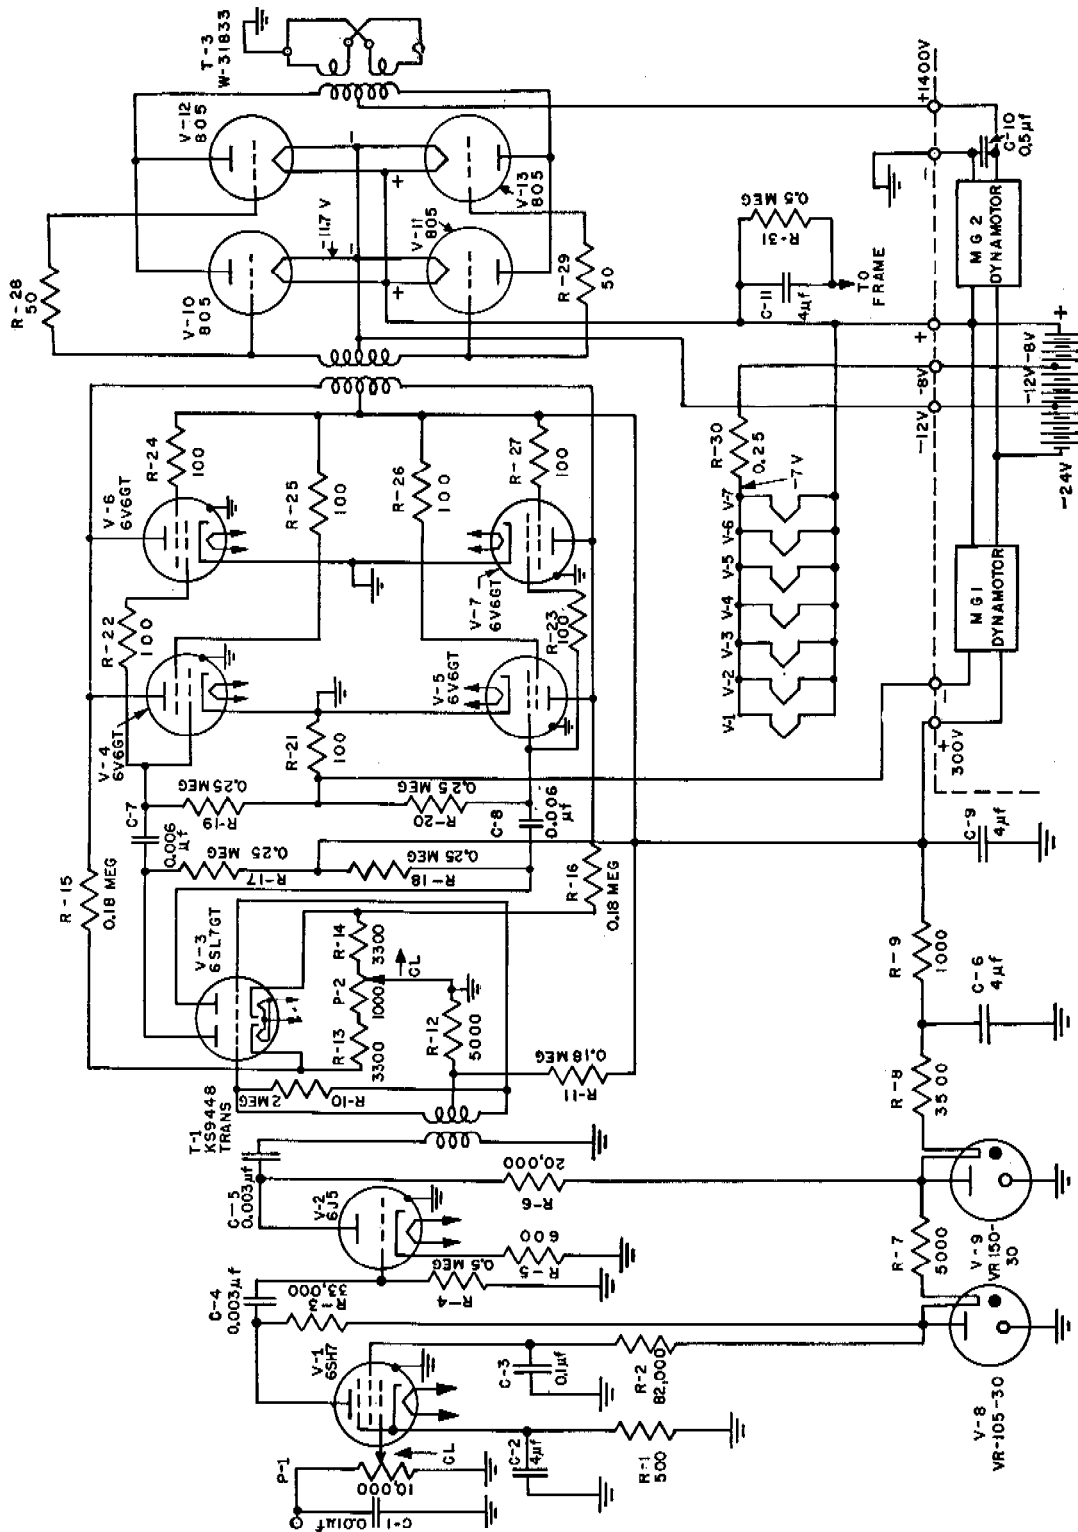 T-3
W-31833
V-12
805
V-13
805
R-28
50
V-10
805
-11.7 V
V-11
805
R-29
50
+
-
+
-
+1400V
-
C-10
0.5µf
MG2
DYNAMOTOR
0.5 MEG
R-31
C-11
4µf
TO
FRAME
+
-8V
-12V
+
-8V
-12V
-24V
R-30
0.25
-7V
V-7
V-6
V-5
V-4
V-3
V-2
V-1
MG1
DYNAMOTOR
-
+
300V
V-6
6V6GT
R-24
100
R-25
100
R-26
100
R-27
100
R-22
100
V-7
6V6GT
R-23
100
V-4
6V6GT
V-5
6V6GT
R-21
100
C-7
0.006
µf
0.25 MEG
R-19
0.25 MEG
R-20
C-8
0.006
µf
0.25 MEG
R-17
0.25 MEG
R-18
R-15
0.18 MEG
R-16
0.18 MEG
V-3
6SL7GT
R-14
3300
P-2
1000
CL
R-13
3300
R-12
5000
2 MEG
R-10
0.18 MEG
R-11
T-1
KS9448
TRANS
C-5
0.003µf
V-2
6J5
20,000
R-6
600
R-5
0.5 MEG
R-4
C-4
0.003µf
R-3
33,000
V-1
6SH7
C-3
0.1µf
R-2
82,000
P-1
10,000
CL
C-2
4µf
R-1
500
0.01µf
C-1
C-9
4µf
R-9
1000
C-6
4µf
R-8
3500
R-7
5000
V-9
VR150-
30
V-8
VR-105-30